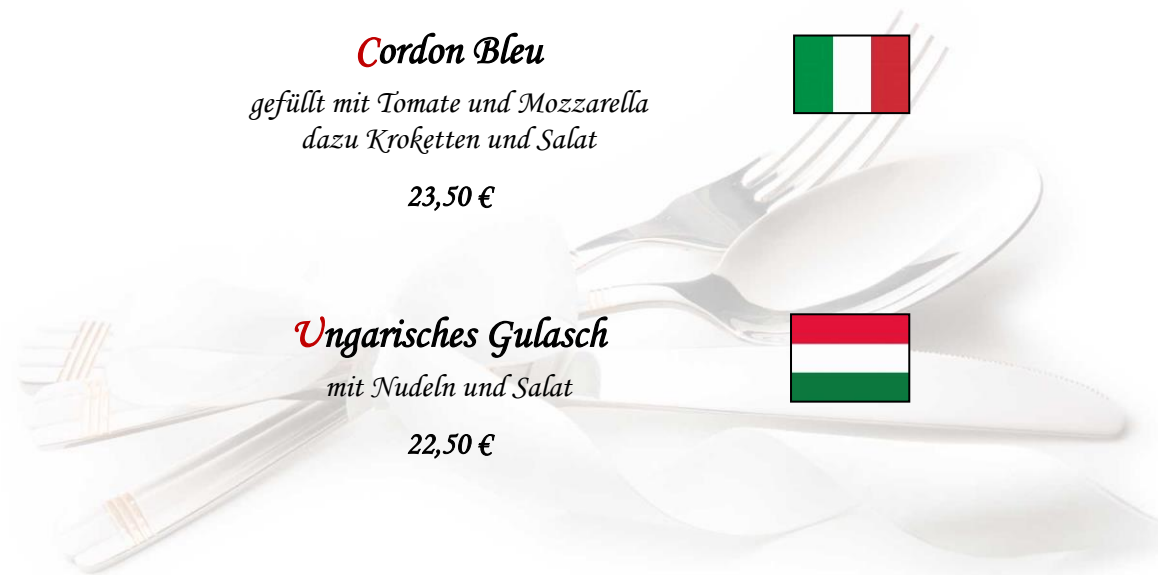 Cordon Bleu
gefüllt mit Tomate und Mozzarella
dazu Kroketten und Salat
23,50 €
Ungarisches Gulasch
mit Nudeln und Salat
22,50 €